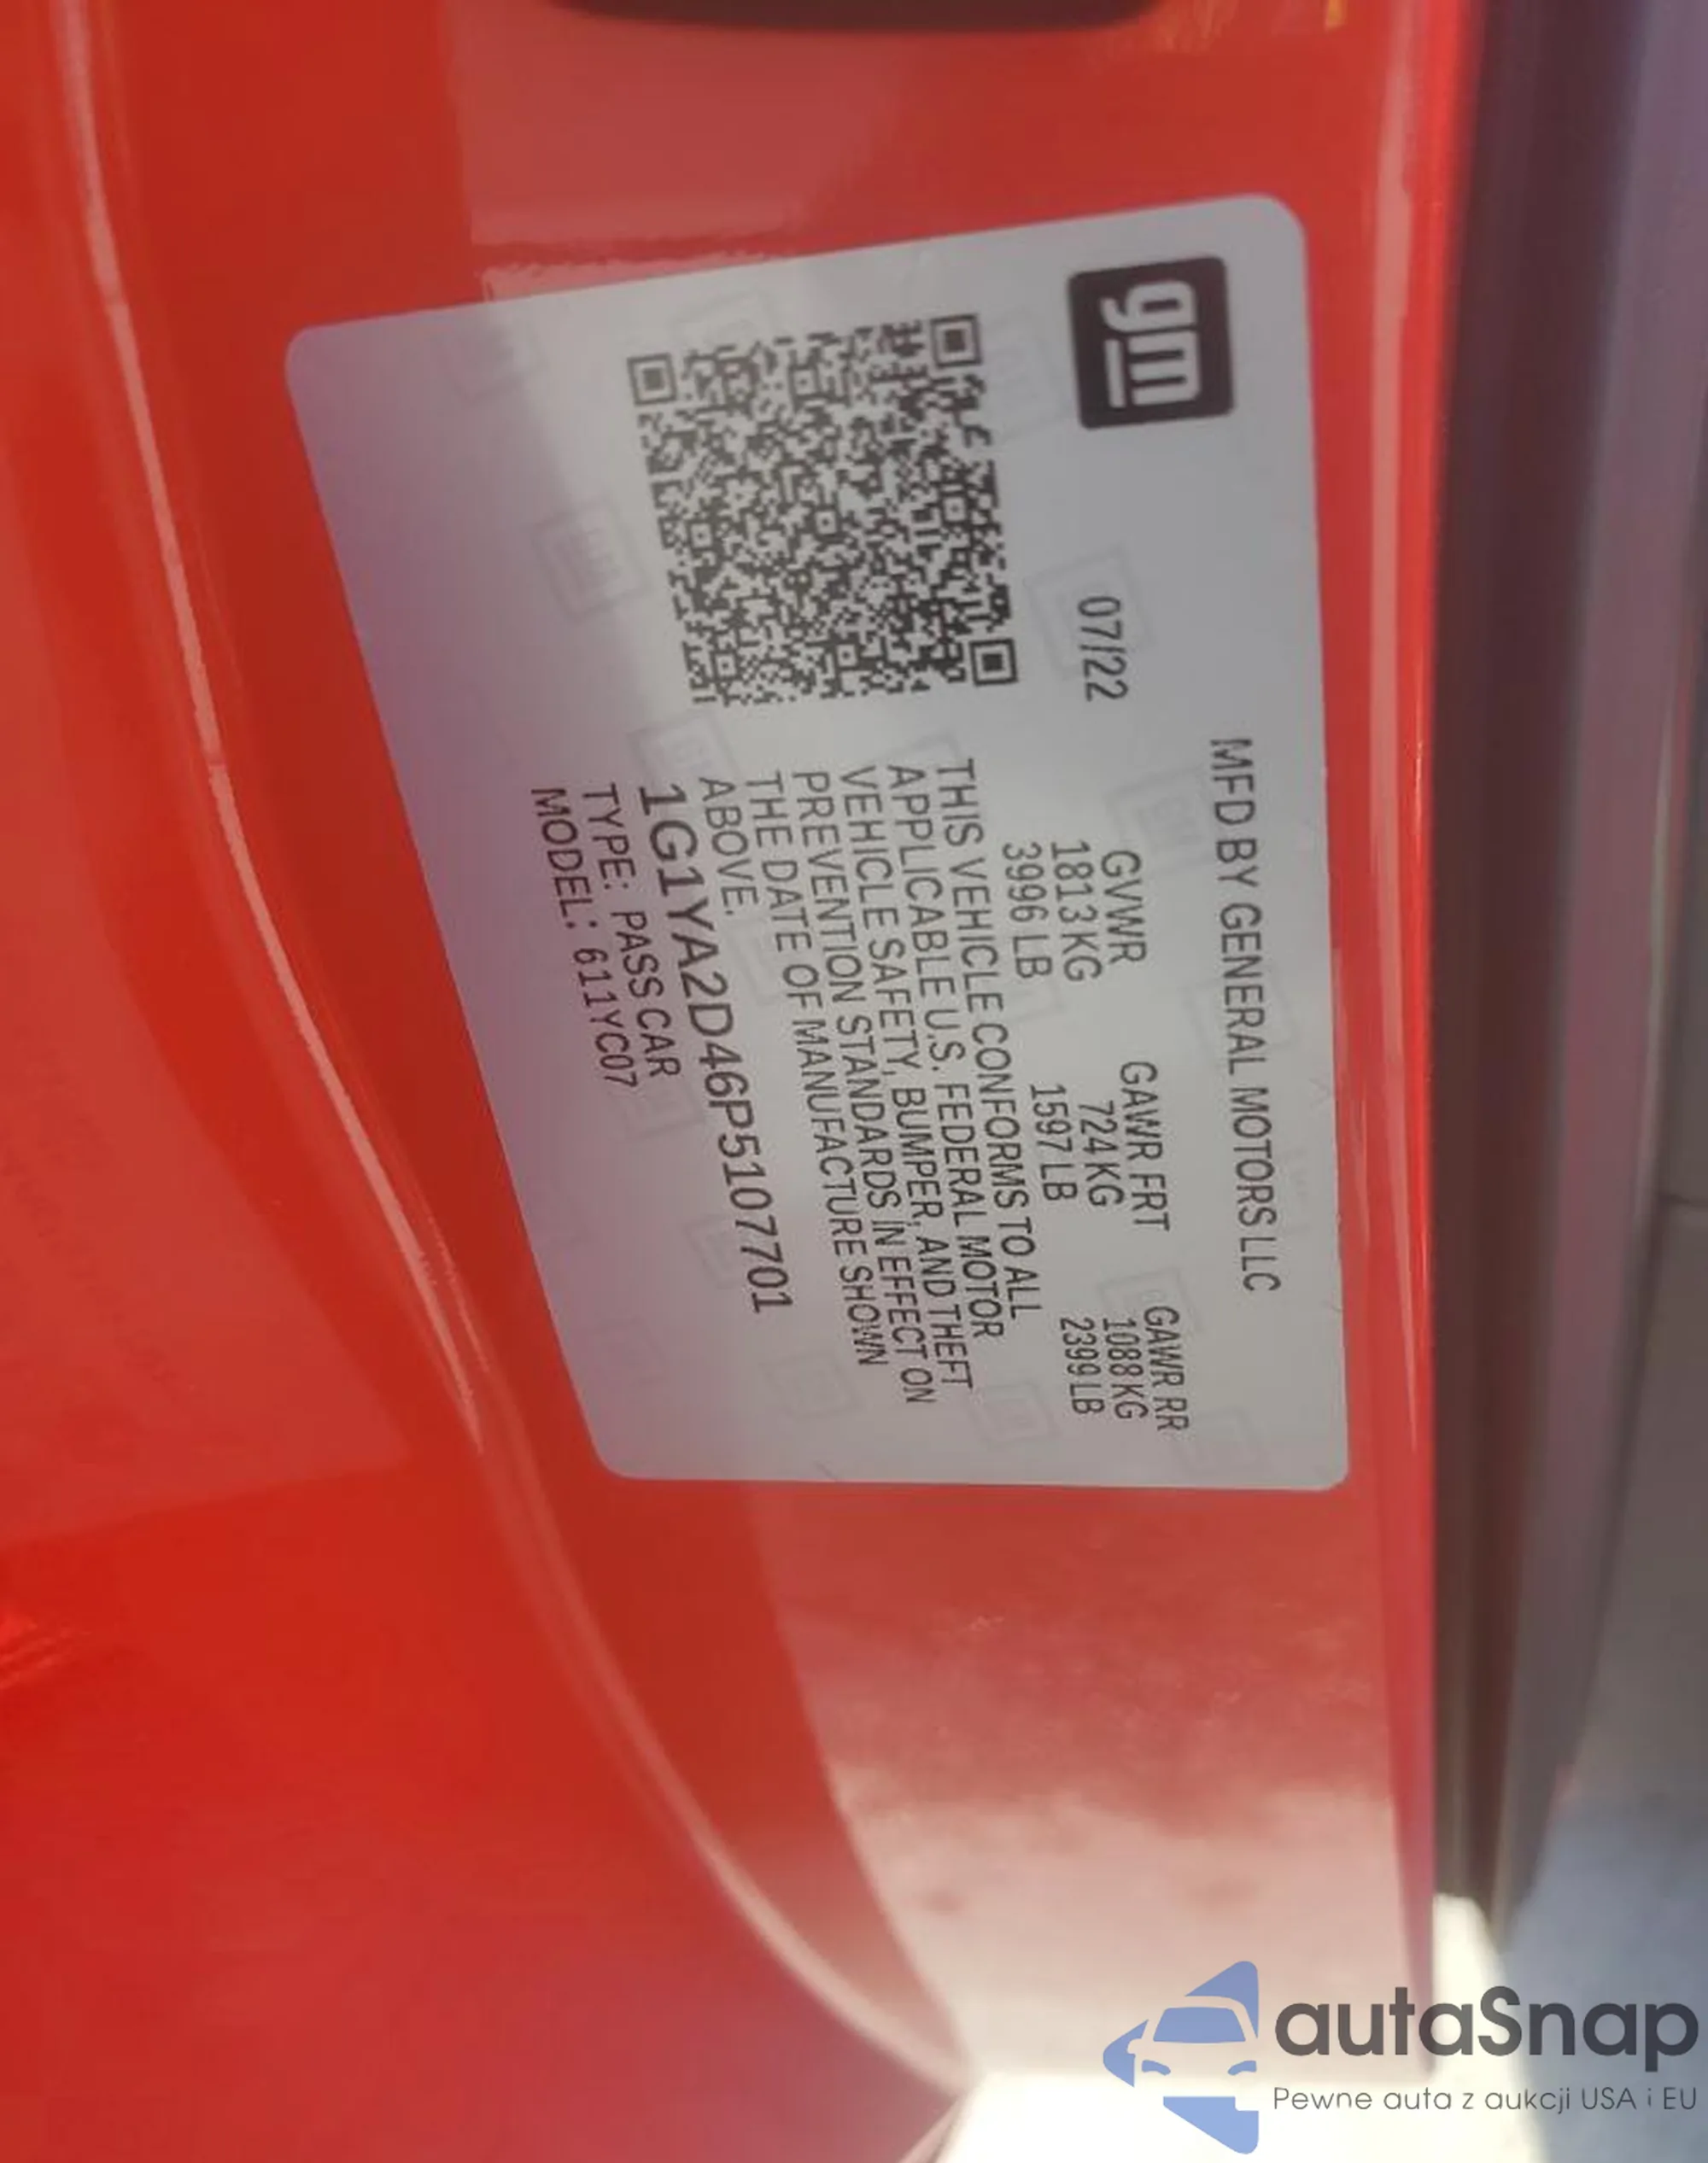 gm
MFD BY GENERAL MOTORS LLC
07/22
GVWR GAWR FRT GAWR RR
1813 KG 724 KG 1088 KG
3996 LB 1597 LB 2399 LB
THIS VEHICLE CONFORMS TO ALL
APPLICABLE U.S. FEDERAL MOTOR
VEHICLE SAFETY, BUMPER, AND THEFT
PREVENTION STANDARDS IN EFFECT ON
THE DATE OF MANUFACTURE SHOWN
ABOVE.
1G1YA2D46P5107701
TYPE: PASS CAR
MODEL: 611YC07
autaSnap
Pewne auta z aukcji USA i EU